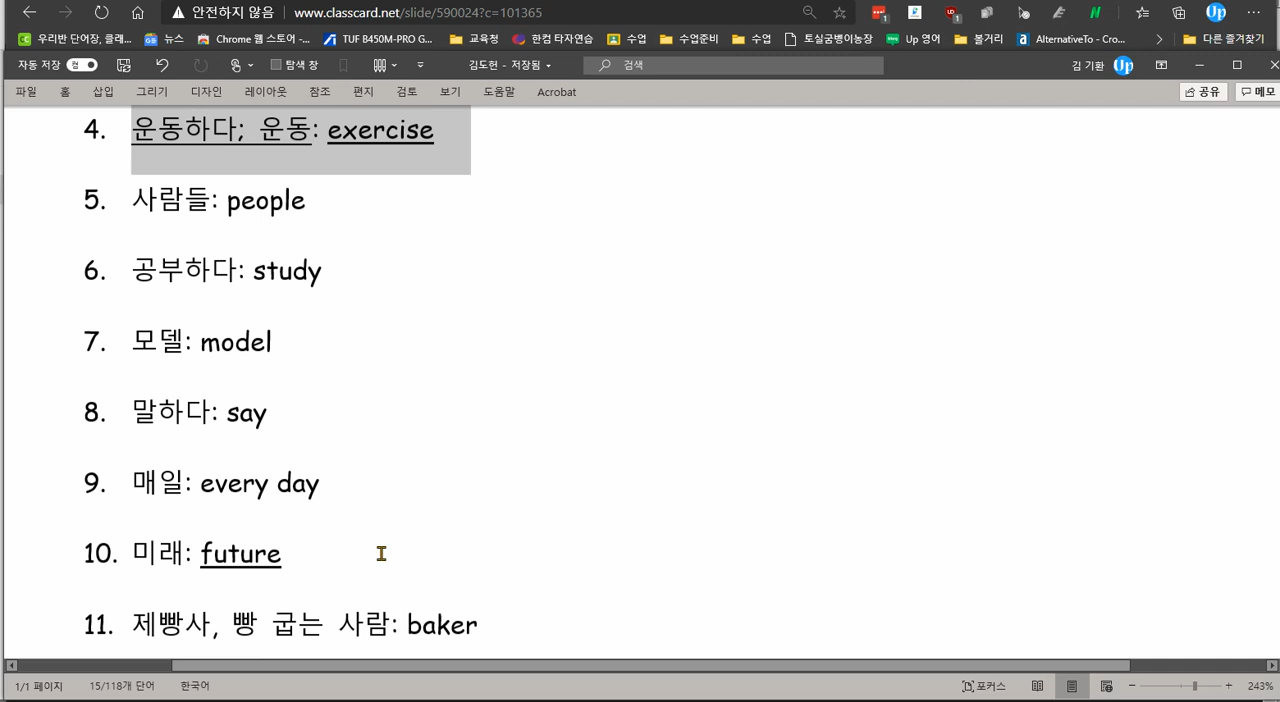 안전하지 않음 | www.classcard.net/slide/590024?c=101365
우리반 단어장, 클래... 뉴스 Chrome 웹 스토어 -... TUF B450M-PRO G... 교육장 한컴 타자연습 수업 수업준비 수업 토실굼벵이농장 Up 영어 볼거리 AlternativeTo - Cro... 다른 즐겨찾기
자동 저장 컴 탐색 창 김도현 - 저장됨 검색 김 기환 Up
파일 홈 삽입 그리기 디자인 레이아웃 참조 편지 검토 보기 도움말 Acrobat 공유 메모
4. 운동하다; 운동: exercise
5. 사람들: people
6. 공부하다: study
7. 모델: model
8. 말하다: say
9. 매일: every day
10. 미래: future
11. 제빵사, 빵 굽는 사람: baker
1/1 페이지 15/118개 단어 한국어 포커스 243%